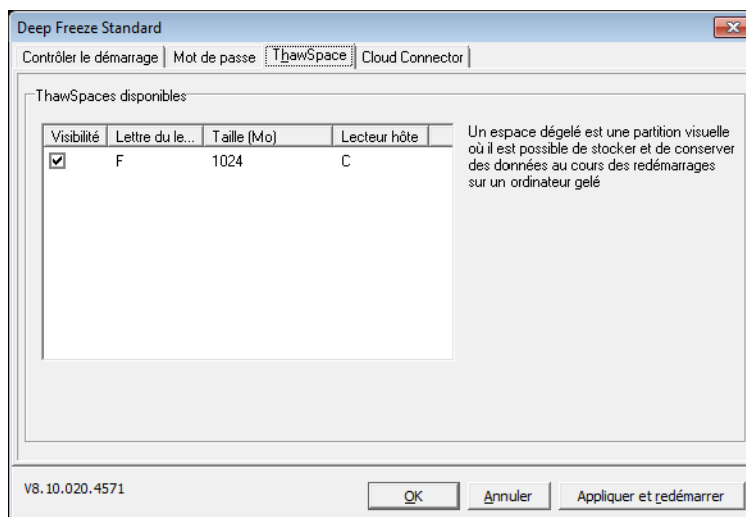 Deep Freeze Standard
Contrôler le démarrage Mot de passe ThawSpace Cloud Connector
ThawSpaces disponibles
Visibilité Lettre du le... Taille (Mo) Lecteur hôte
F 1024 C
Un espace dégelé est une partition visuelle
où il est possible de stocker et de conserver
des données au cours des redémarrages
sur un ordinateur gelé
V8.10.020.4571
OK Annuler Appliquer et redémarrer